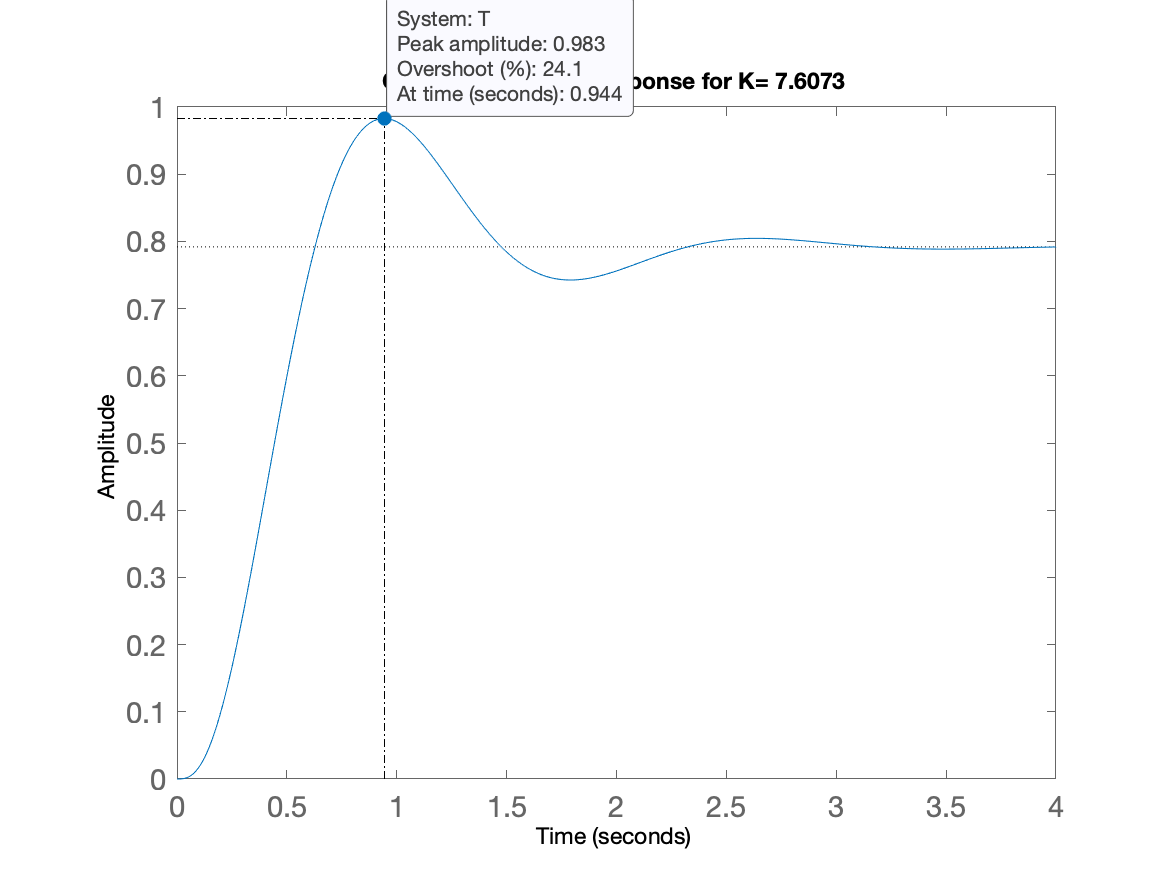 System: T
Peak amplitude: 0.983
Overshoot (%): 24.1
At time (seconds): 0.944
for K= 7.6073
1
0.9
0.8
0.7
0.6
0.5
0.4
0.3
0.2
0.1
0
Amplitude
0 0.5 1 1.5 2 2.5 3 3.5 4
Time (seconds)